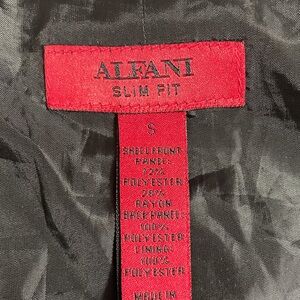 ALFANI
SLIM FIT
S
SHELL FRONT
PANEL:
72%
POLYESTER
28%
RAYON
BACK PANEL:
100%
POLYESTER
LINING:
100%
POLYESTER
MADE IN